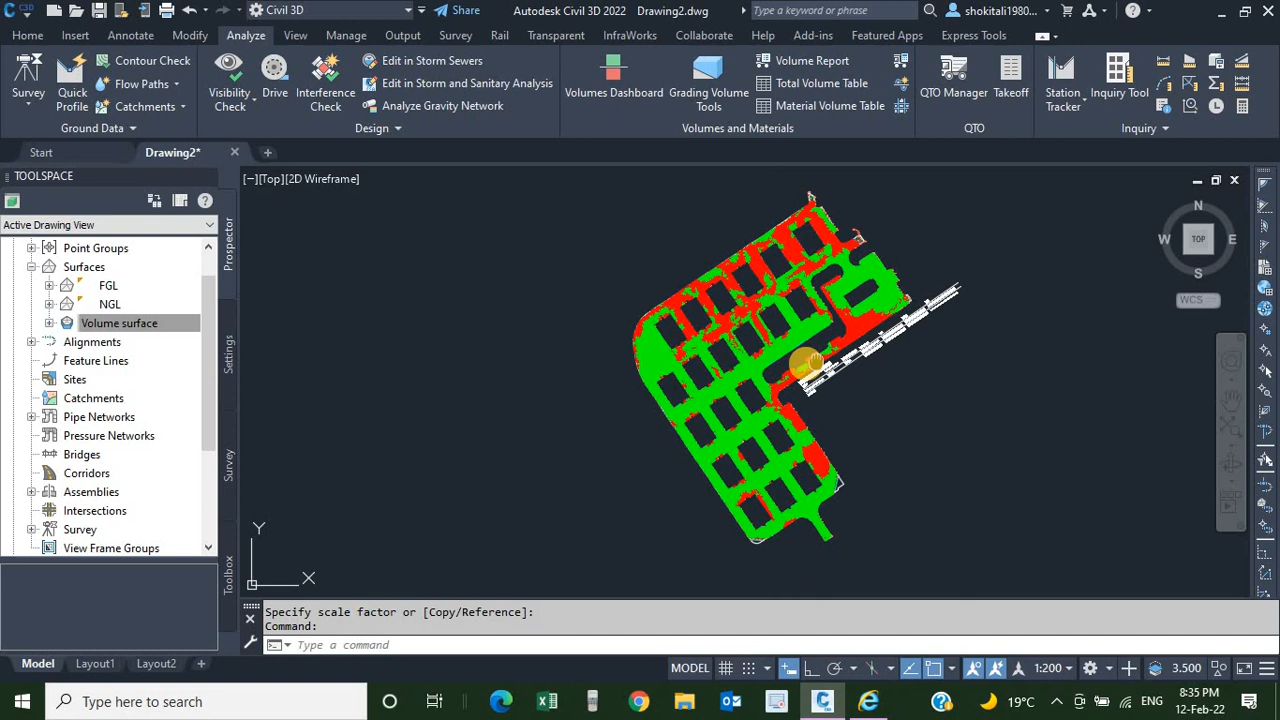 C3D
Civil 3D
Share
Autodesk Civil 3D 2022 Drawing2.dwg
Type a keyword or phrase
shokitali1980...
Home Insert Annotate Modify Analyze View Manage Output Survey Rail Transparent InfraWorks Collaborate Help Add-ins Featured Apps Express Tools
Survey
Quick Profile
Contour Check
Flow Paths
Catchments
Ground Data
Visibility Check
Drive
Interference Check
Edit in Storm Sewers
Edit in Storm and Sanitary Analysis
Analyze Gravity Network
Design
Volumes Dashboard
Grading Volume Tools
Volume Report
Total Volume Table
Material Volume Table
Volumes and Materials
QTO Manager
Takeoff
QTO
Station Tracker
Inquiry Tool
Inquiry
Start
Drawing2*
TOOLSPACE
Active Drawing View
Point Groups
Surfaces
FGL
NGL
Volume surface
Alignments
Feature Lines
Sites
Catchments
Pipe Networks
Pressure Networks
Bridges
Corridors
Assemblies
Intersections
Survey
View Frame Groups
Prospector
Settings
Survey
Toolbox
[−][Top][2D Wireframe]
N
W TOP E
S
WCS
Y
X
Specify scale factor or [Copy/Reference]:
Command:
Type a command
Model Layout1 Layout2
MODEL
1:200
3.500
Type here to search
19°C
ENG
8:35 PM
12-Feb-22